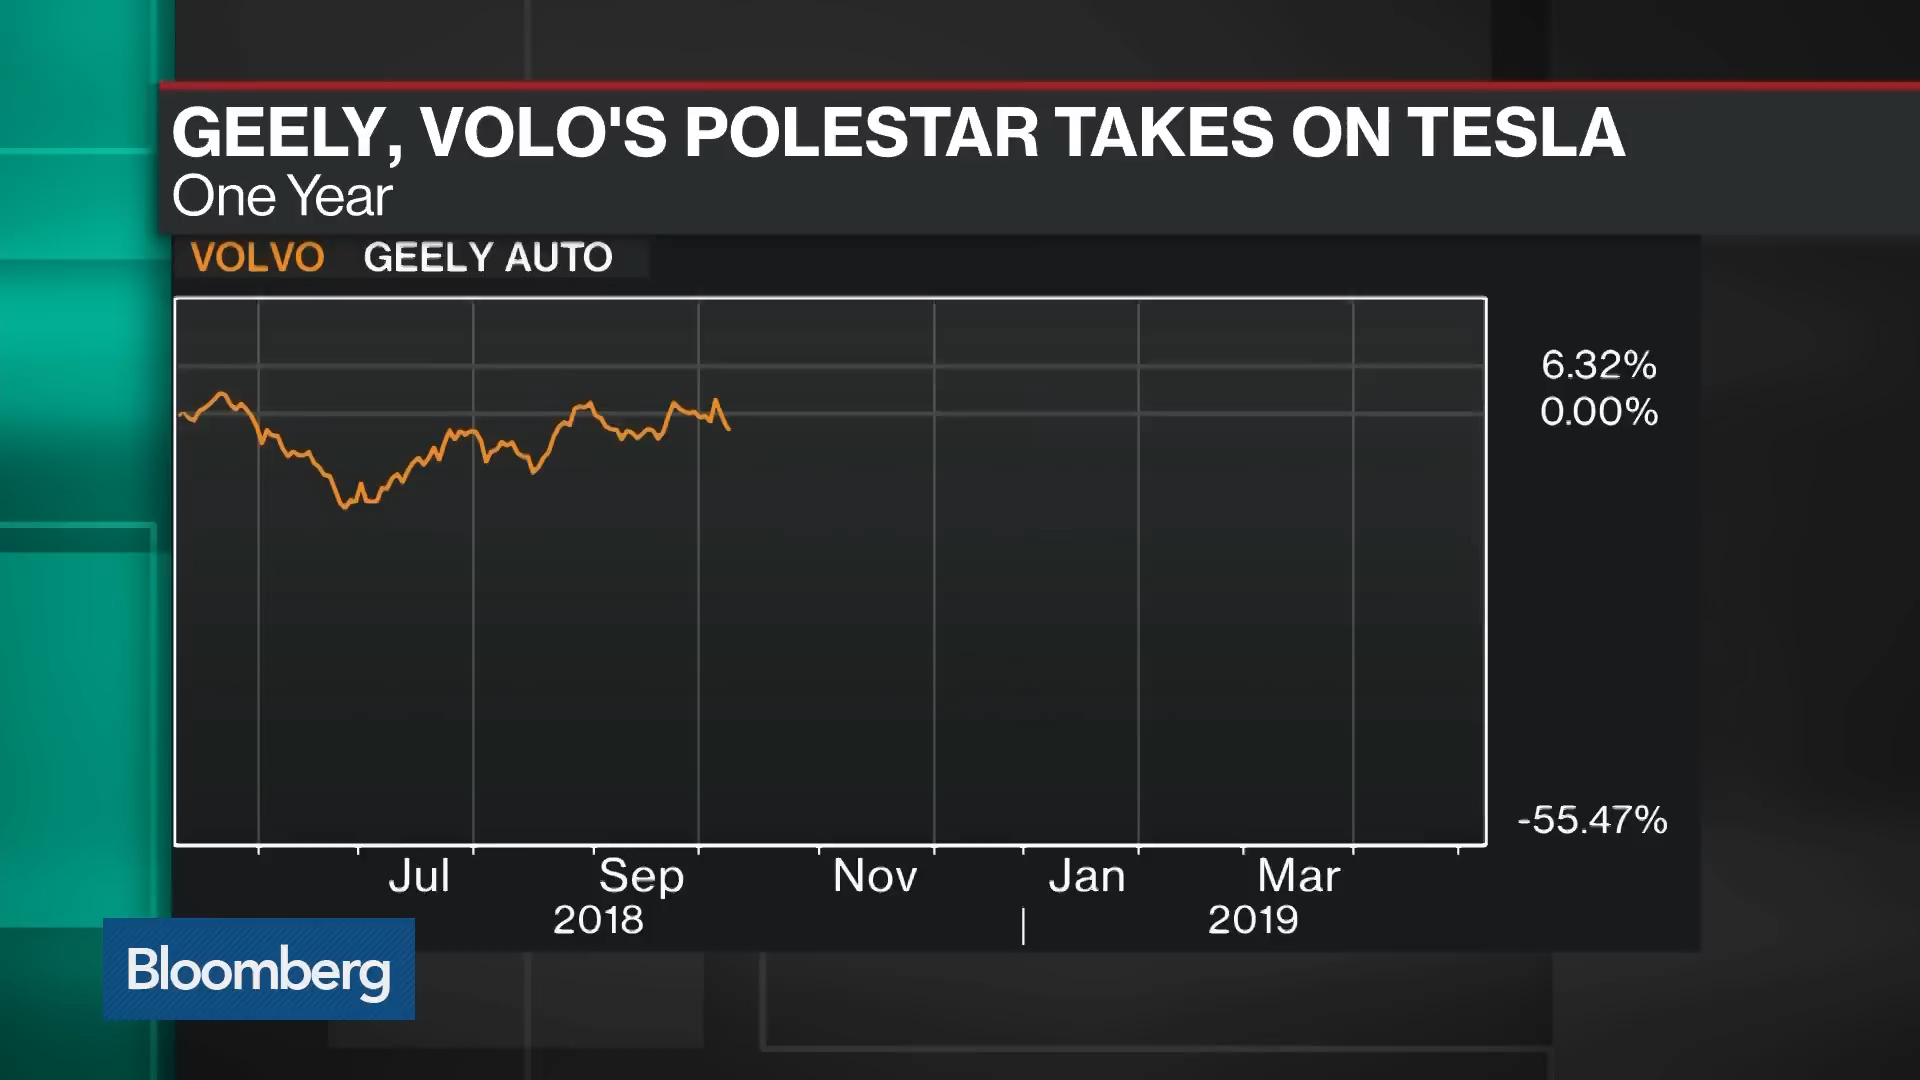 GEELY, VOLO'S POLESTAR TAKES ON TESLA
One Year
VOLVO GEELY AUTO
6.32%
0.00%
-55.47%
Jul Sep Nov Jan Mar
2018 2019
Bloomberg